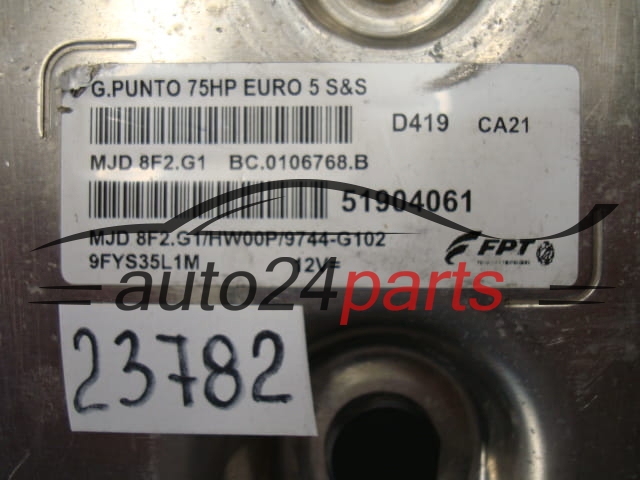 G.PUNTO 75HP EURO 5 S&S
D419 CA21
MJD 8F2.G1 BC.0106768.B
51904061
MJD 8F2.G1/HW00P/9744-G102
9FYS35L1M 12V=
FPT
auto24parts
23782